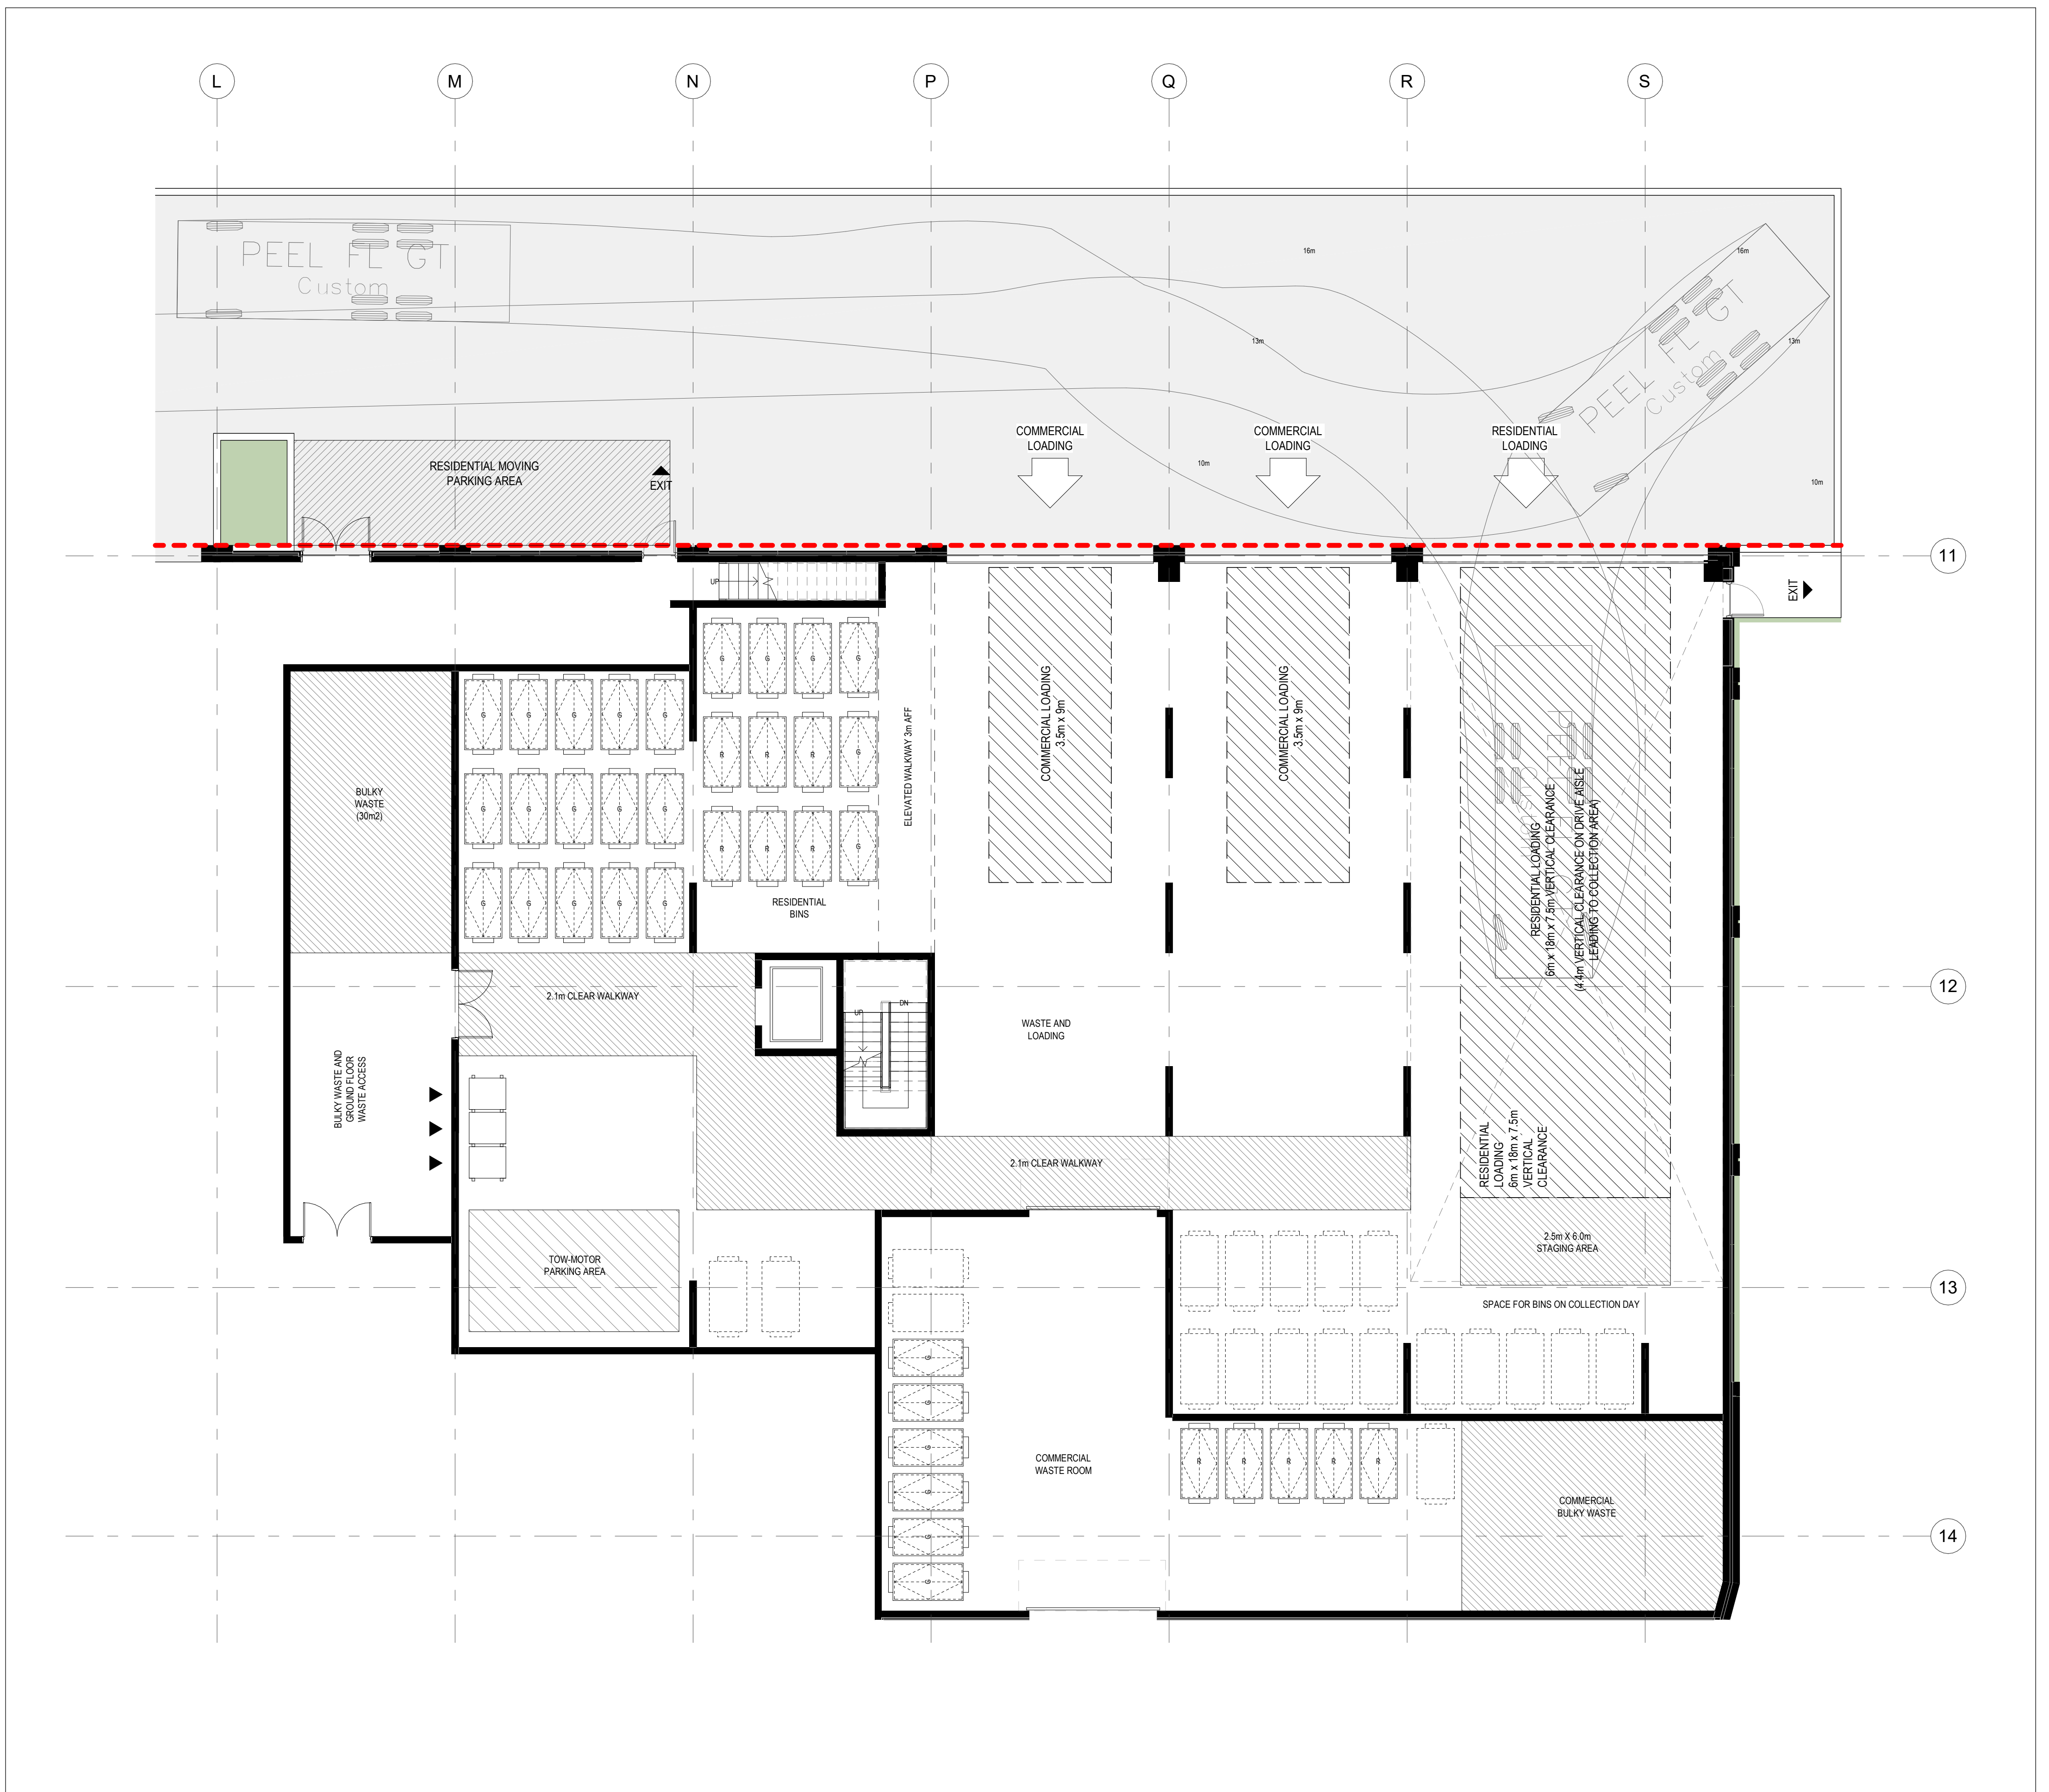 L
M
N
P
Q
R
S
PEEL FL GT
Custom
16m
16m
13m
13m
PEEL FL GT
Custom
10m
10m
COMMERCIAL
LOADING
COMMERCIAL
LOADING
RESIDENTIAL
LOADING
RESIDENTIAL MOVING
PARKING AREA
EXIT
11
UP
EXIT
G
G
G
G
G
G
G
G
G
R
R
R
G
R
R
R
G
G
G
G
G
G
G
G
G
G
G
BULKY
WASTE
(30m2)
RESIDENTIAL
BINS
ELEVATED WALKWAY 3m AFF
COMMERCIAL LOADING
3.5m x 9m
COMMERCIAL LOADING
3.5m x 9m
RESIDENTIAL LOADING
6m x 18m x 7.5m VERTICAL CLEARANCE
(4.4m VERTICAL CLEARANCE ON DRIVE AISLE
LEADING TO COLLECTION AREA)
12
2.1m CLEAR WALKWAY
UP
DN
WASTE AND
LOADING
BULKY WASTE AND
GROUND FLOOR
WASTE ACCESS
RESIDENTIAL
LOADING
6m x 18m x 7.5m
VERTICAL
CLEARANCE
2.1m CLEAR WALKWAY
2.5m X 6.0m
STAGING AREA
TOW-MOTOR
PARKING AREA
13
SPACE FOR BINS ON COLLECTION DAY
G
G
G
G
G
G
COMMERCIAL
WASTE ROOM
R
R
R
R
R
COMMERCIAL
BULKY WASTE
14